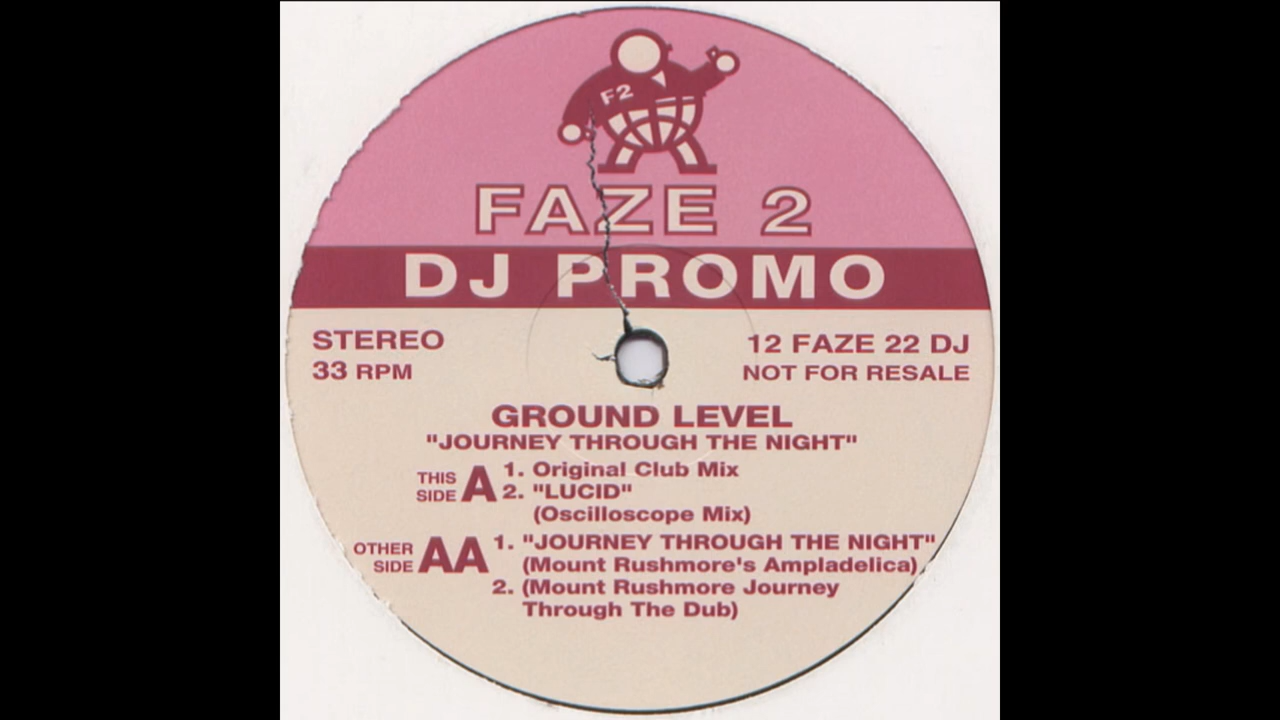 F2
FAZE 2
DJ PROMO
STEREO
33 RPM
12 FAZE 22 DJ
NOT FOR RESALE
GROUND LEVEL
"JOURNEY THROUGH THE NIGHT"
THIS SIDE A 1. Original Club Mix
2. "LUCID"
(Oscilloscope Mix)
OTHER SIDE AA 1. "JOURNEY THROUGH THE NIGHT"
(Mount Rushmore's Ampladelica)
2. (Mount Rushmore Journey
Through The Dub)